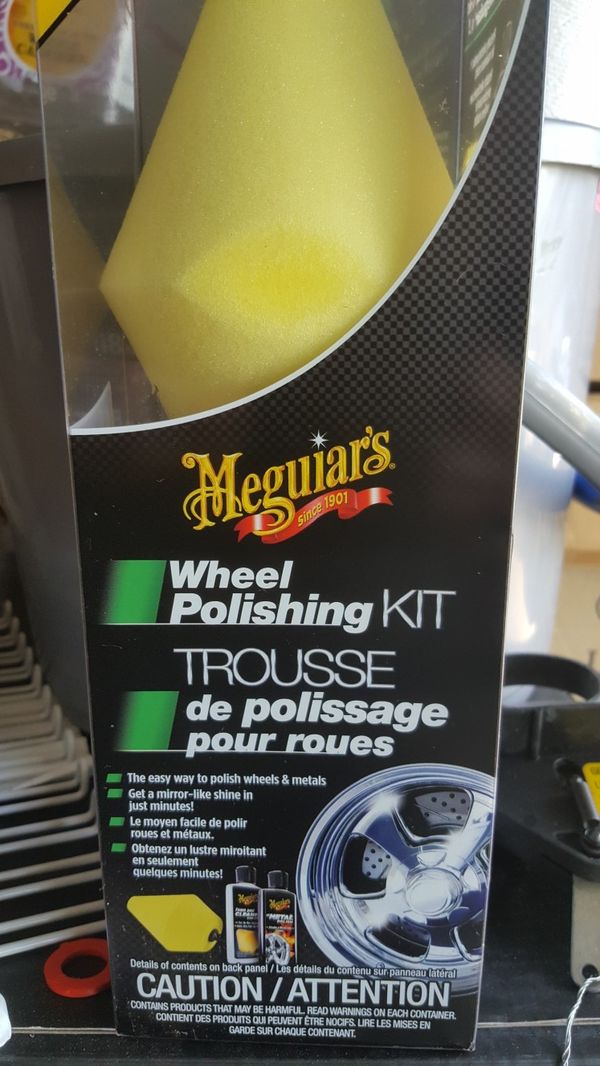 Meguiar's
since 1901
Wheel
Polishing KIT
TROUSSE
de polissage
pour roues
The easy way to polish wheels & metals
Get a mirror-like shine in
just minutes!
Le moyen facile de polir
roues et métaux.
Obtenez un lustre miroitant
en seulement
quelques minutes!
Details of contents on back panel / Les détails du contenu sur panneau latéral
CAUTION / ATTENTION
CONTAINS PRODUCTS THAT MAY BE HARMFUL. READ WARNINGS ON EACH CONTAINER.
CONTIENT DES PRODUITS QUI PEUVENT ÊTRE NOCIFS. LIRE LES MISES EN
GARDE SUR CHAQUE CONTENANT.